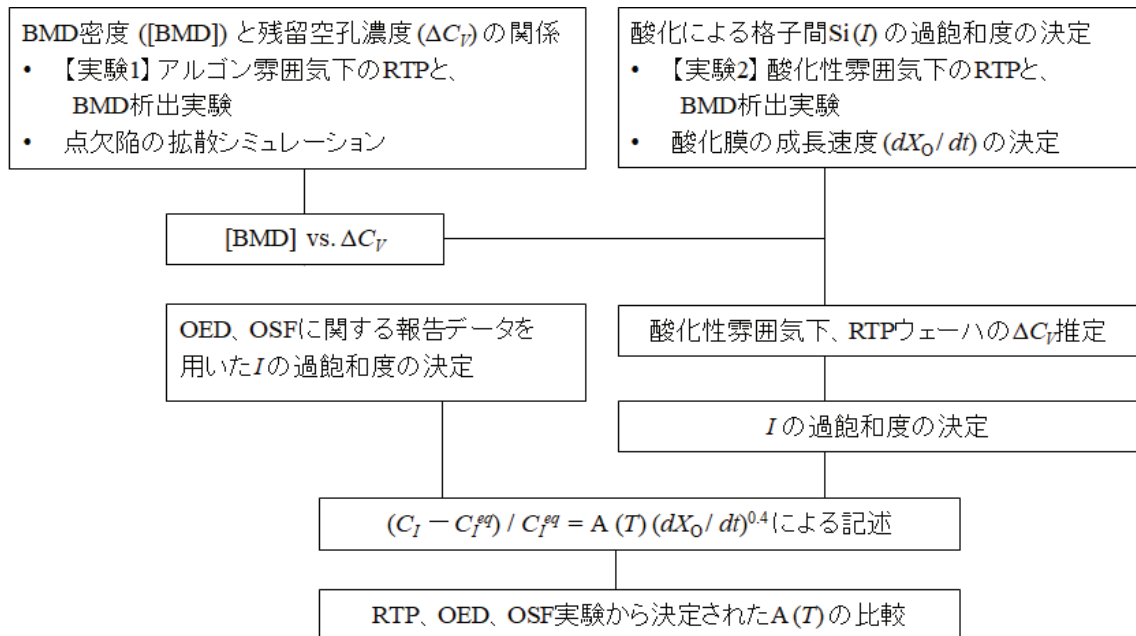 BMD密度 ([BMD]) と残留空孔濃度 (ΔC_V) の関係
• 【実験1】 アルゴン雰囲気下のRTPと、
BMD析出実験
• 点欠陥の拡散シミュレーション
酸化による格子間Si (I) の過飽和度の決定
• 【実験2】 酸化性雰囲気下のRTPと、
BMD析出実験
• 酸化膜の成長速度 (dX_O / dt) の決定
[BMD] vs. ΔC_V
OED、OSFに関する報告データを
用いた I の過飽和度の決定
酸化性雰囲気下、RTPウェーハの ΔC_V 推定
I の過飽和度の決定
(C_I − C_I^eq) / C_I^eq = A (T) (dX_O / dt)^0.4 による記述
RTP、OED、OSF実験から決定された A (T) の比較